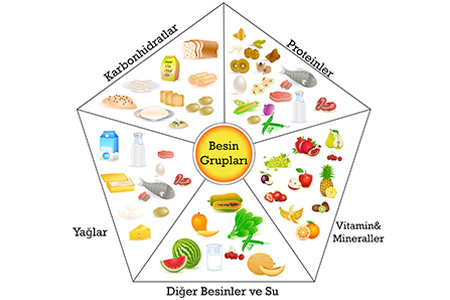 Karbonhidratlar
Proteinler
Besin
Grupları
Yağlar
Vitamin&
Mineraller
Diğer Besinler ve Su